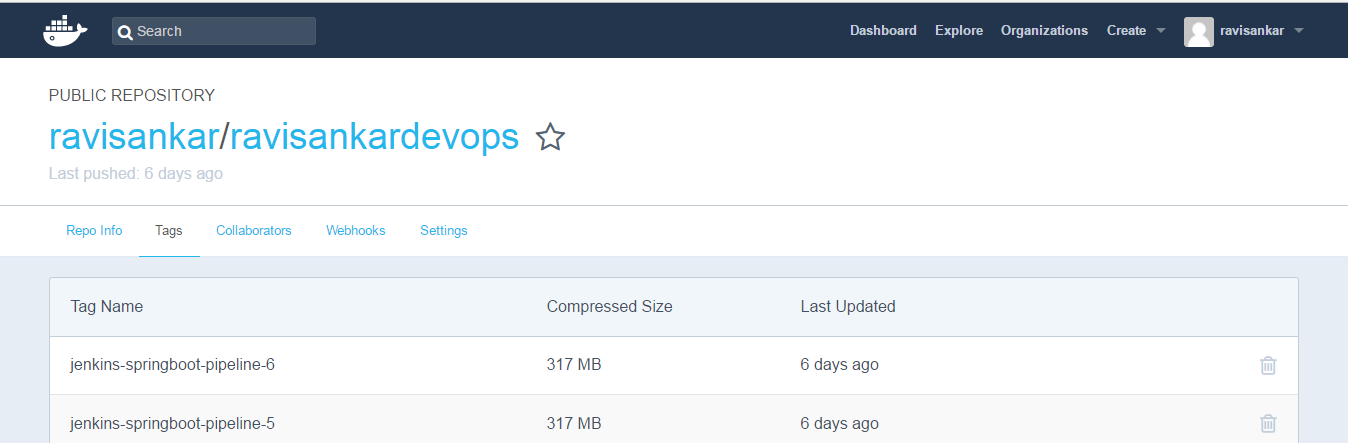 Search Dashboard Explore Organizations Create ravisankar
PUBLIC REPOSITORY
ravisankar/ravisankardevops
Last pushed: 6 days ago
Repo Info Tags Collaborators Webhooks Settings
Tag Name Compressed Size Last Updated
jenkins-springboot-pipeline-6 317 MB 6 days ago
jenkins-springboot-pipeline-5 317 MB 6 days ago